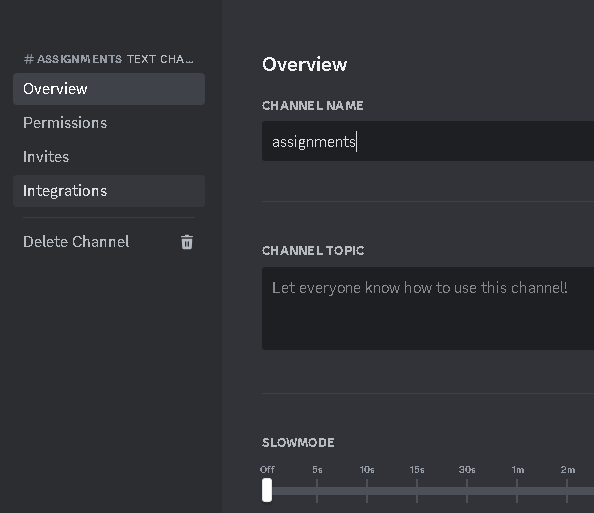 # ASSIGNMENTS TEXT CHA...
Overview
Permissions
Invites
Integrations
Delete Channel
Overview
CHANNEL NAME
assignments
CHANNEL TOPIC
Let everyone know how to use this channel!
SLOWMODE
Off 5s 10s 15s 30s 1m 2m